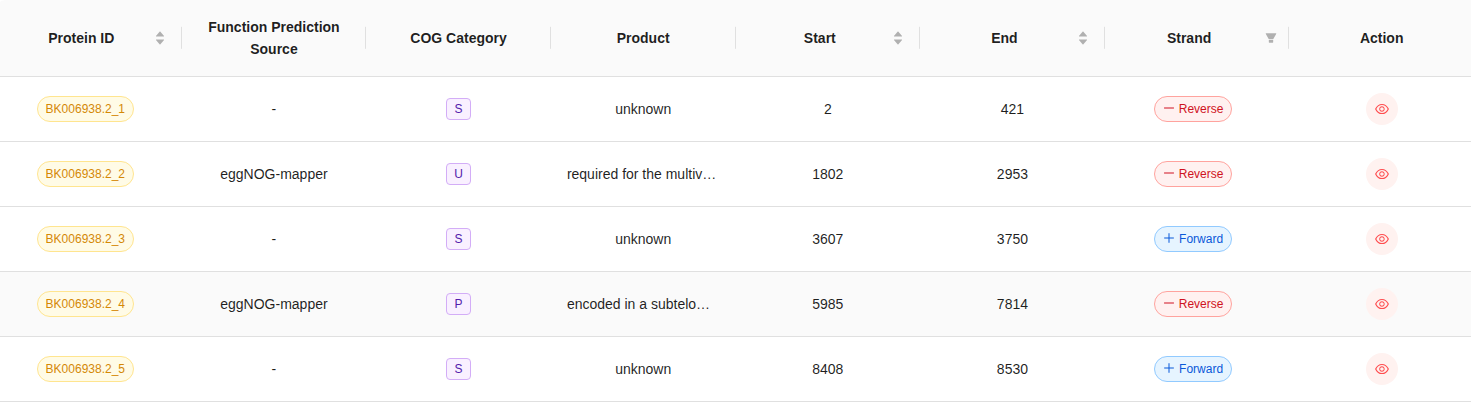 Protein ID
Function Prediction
Source
COG Category
Product
Start
End
Strand
Action
BK006938.2_1 - S unknown 2 421 Reverse
BK006938.2_2 eggNOG-mapper U required for the multiv… 1802 2953 Reverse
BK006938.2_3 - S unknown 3607 3750 Forward
BK006938.2_4 eggNOG-mapper P encoded in a subtelo… 5985 7814 Reverse
BK006938.2_5 - S unknown 8408 8530 Forward